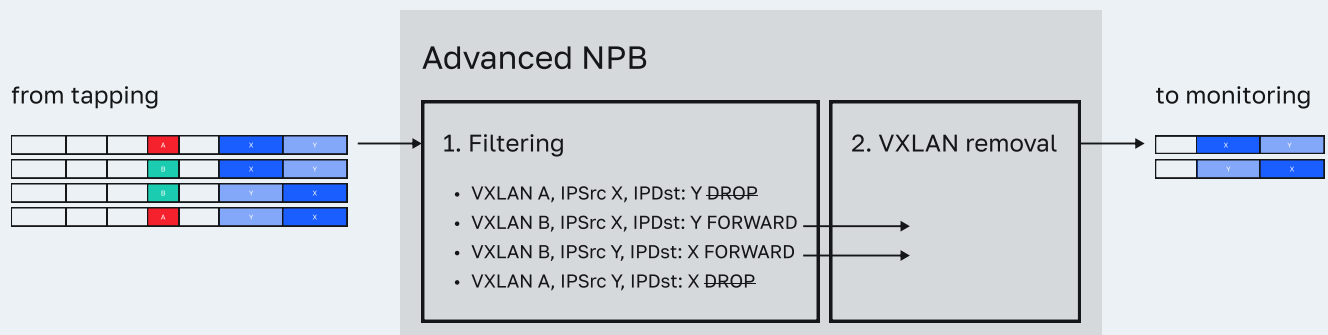 Advanced NPB
from tapping
A X Y
B X Y
B Y X
A Y X
1. Filtering
• VXLAN A, IPSrc X, IPDst: Y DROP
• VXLAN B, IPSrc X, IPDst: Y FORWARD
• VXLAN B, IPSrc Y, IPDst: X FORWARD
• VXLAN A, IPSrc Y, IPDst: X DROP
2. VXLAN removal
to monitoring
X Y
Y X